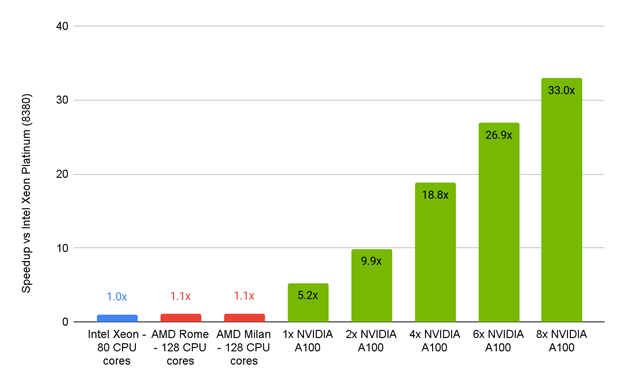 Speedup vs Intel Xeon Platinum (8380)
40
30
20
10
0
1.0x
1.1x
1.1x
5.2x
9.9x
18.8x
26.9x
33.0x
Intel Xeon -
80 CPU
cores
AMD Rome
- 128 CPU
cores
AMD Milan
- 128 CPU
cores
1x NVIDIA
A100
2x NVIDIA
A100
4x NVIDIA
A100
6x NVIDIA
A100
8x NVIDIA
A100